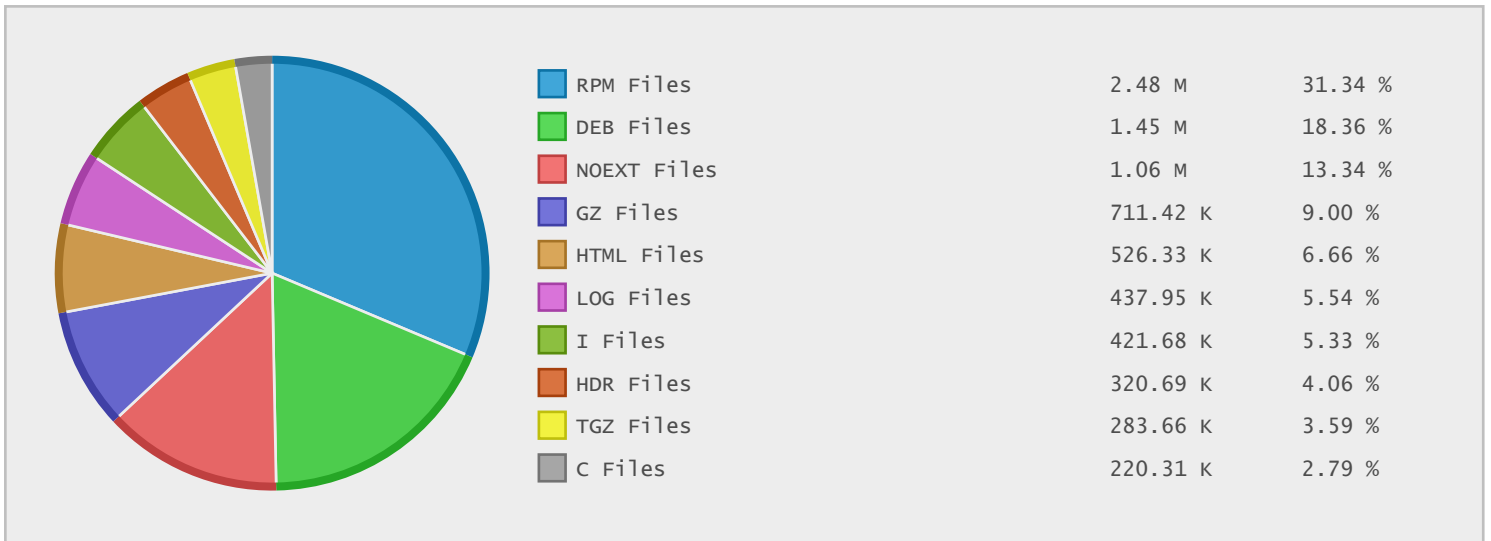 RPM Files 2.48 M 31.34 %
DEB Files 1.45 M 18.36 %
NOEXT Files 1.06 M 13.34 %
GZ Files 711.42 K 9.00 %
HTML Files 526.33 K 6.66 %
LOG Files 437.95 K 5.54 %
I Files 421.68 K 5.33 %
HDR Files 320.69 K 4.06 %
TGZ Files 283.66 K 3.59 %
C Files 220.31 K 2.79 %